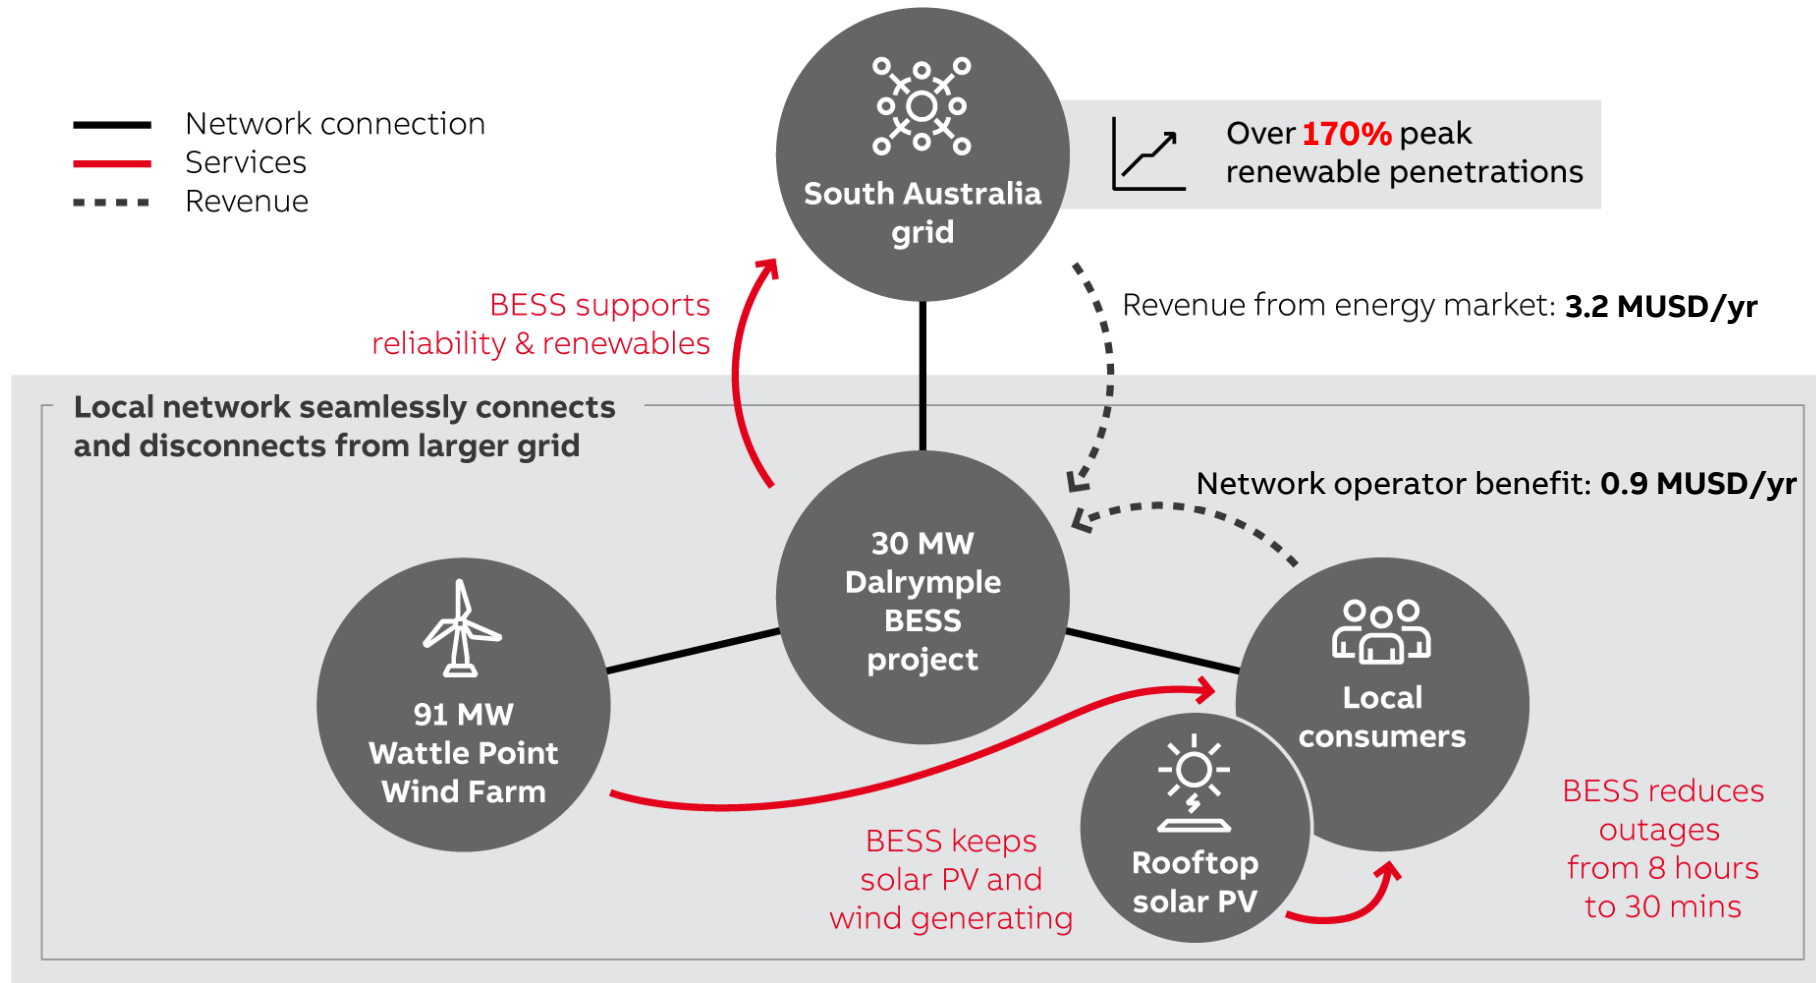 Network connection
Services
Revenue
South Australia
grid
Over 170% peak
renewable penetrations
BESS supports
reliability & renewables
Revenue from energy market: 3.2 MUSD/yr
Local network seamlessly connects
and disconnects from larger grid
Network operator benefit: 0.9 MUSD/yr
30 MW
Dalrymple
BESS
project
91 MW
Wattle Point
Wind Farm
Local
consumers
Rooftop
solar PV
BESS keeps
solar PV and
wind generating
BESS reduces
outages
from 8 hours
to 30 mins